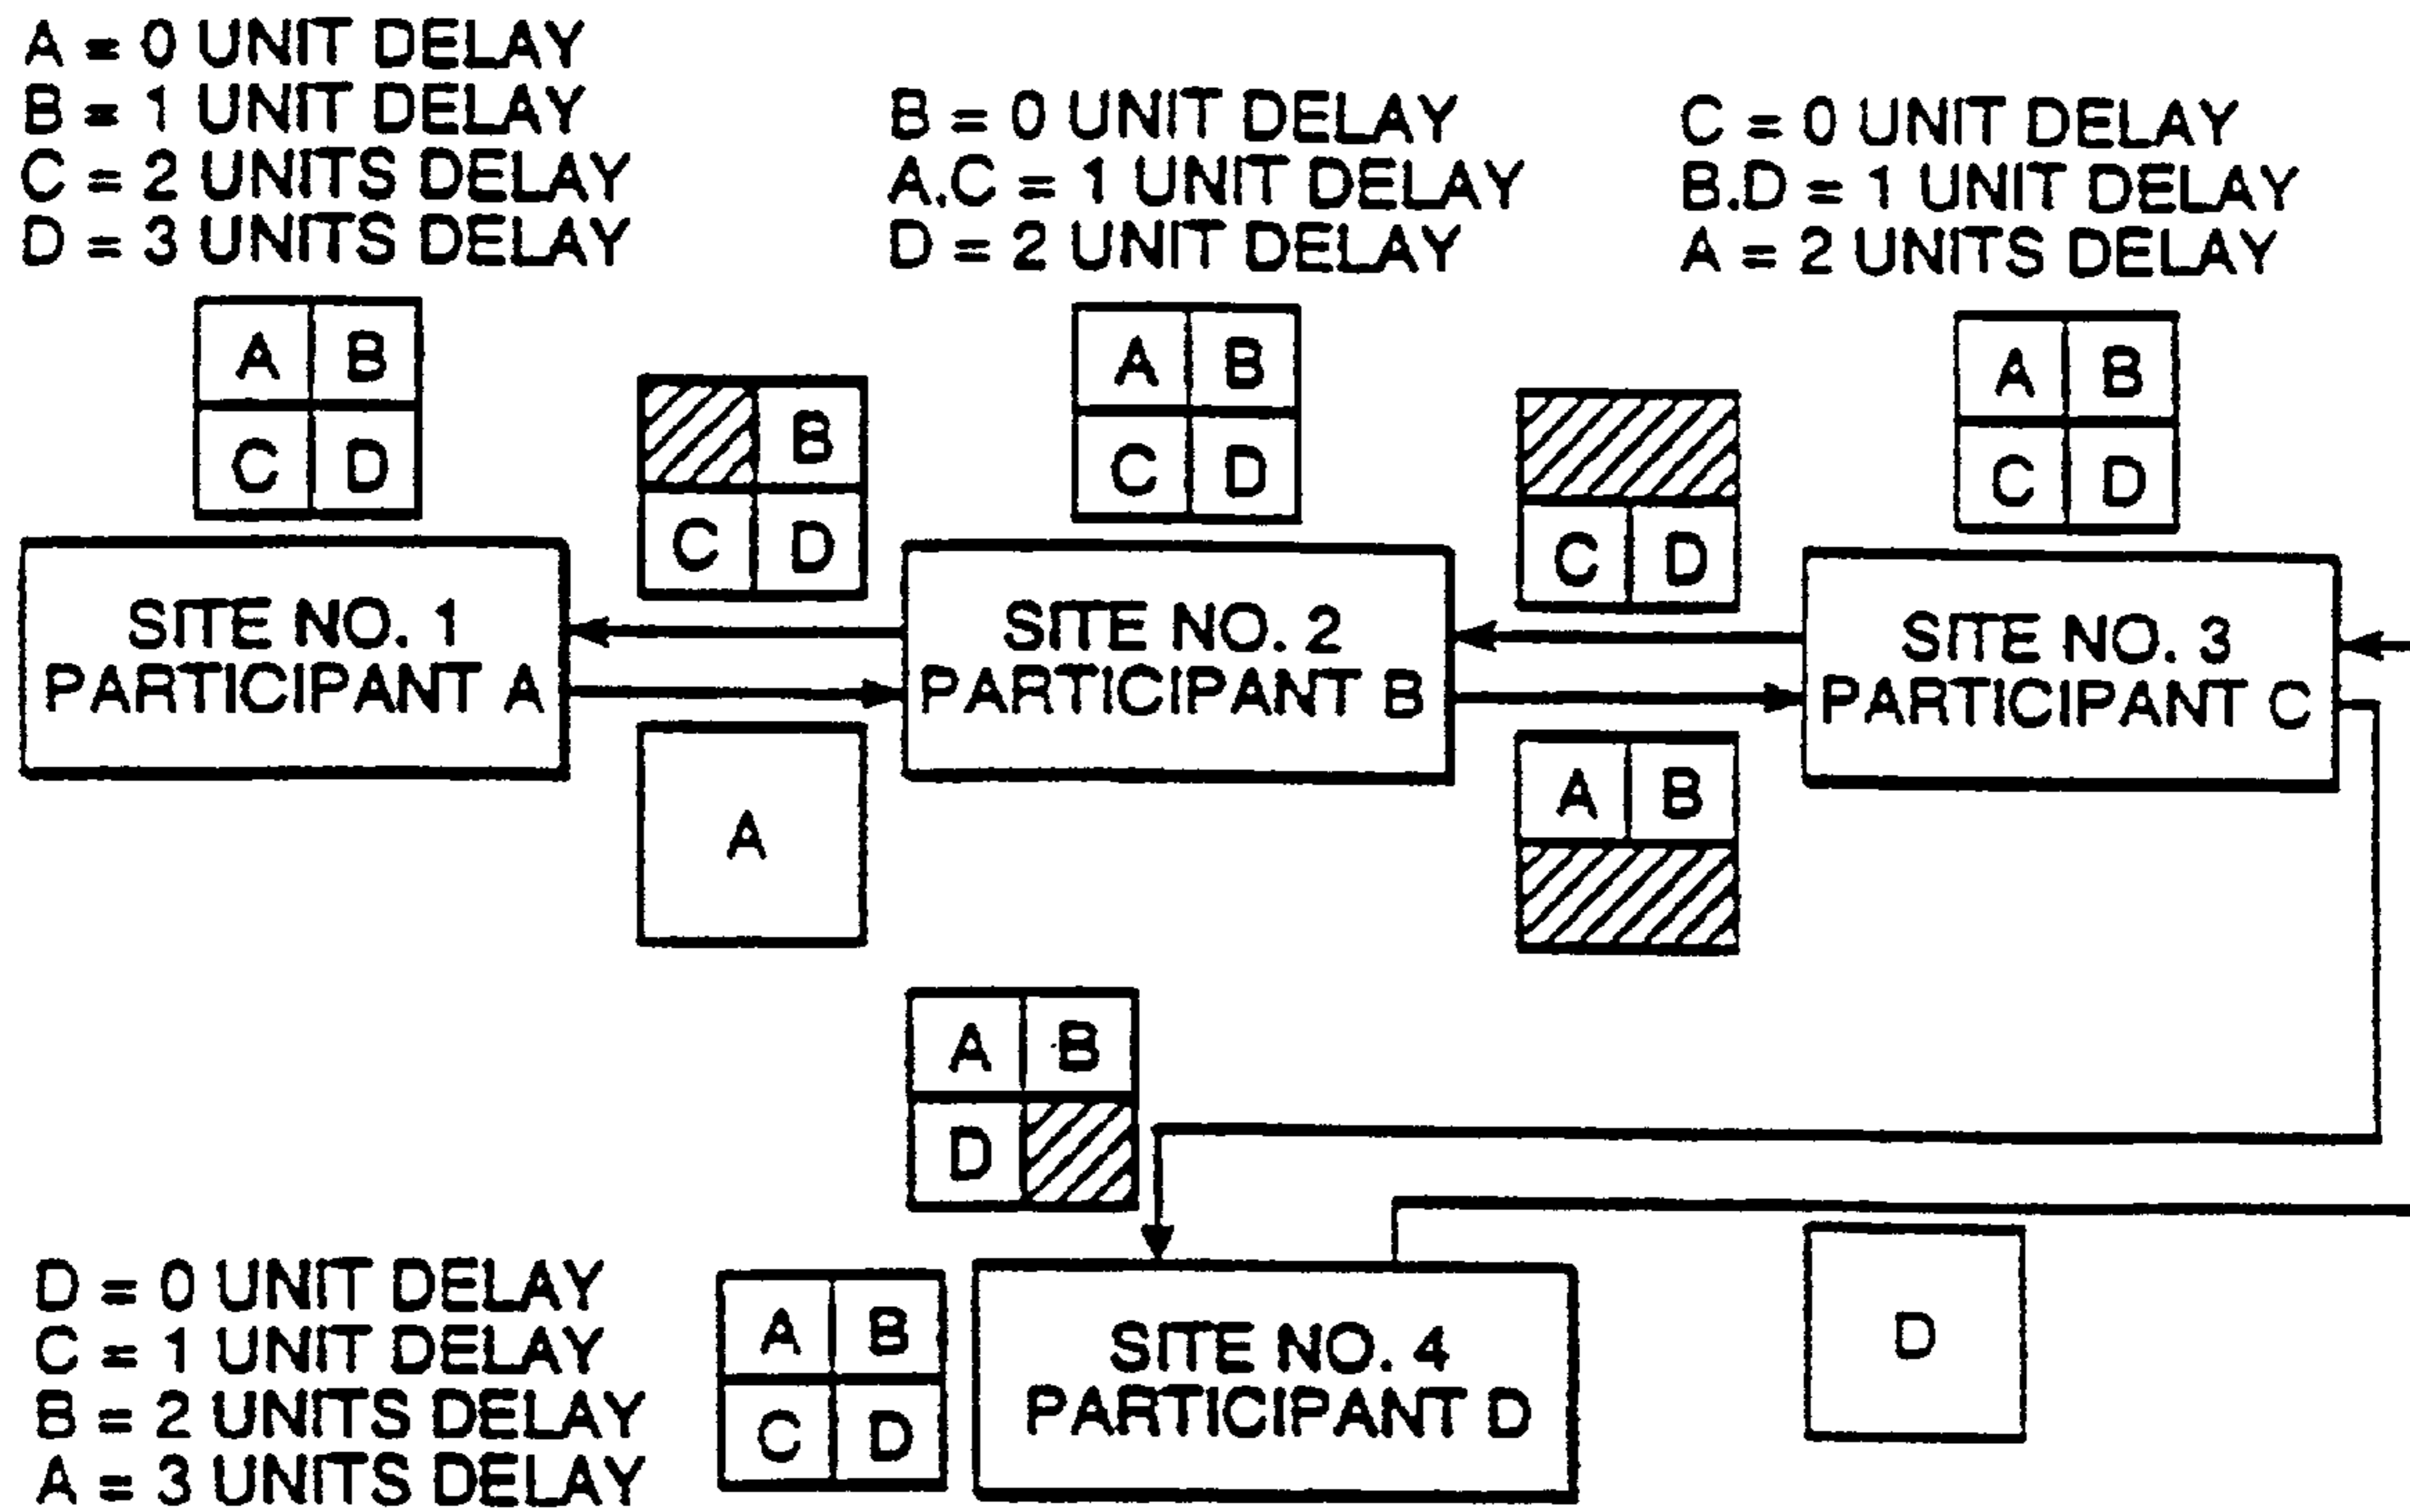 A = 0 UNIT DELAY
B = 1 UNIT DELAY
C = 2 UNITS DELAY
D = 3 UNITS DELAY
B = 0 UNIT DELAY
A.C = 1 UNIT DELAY
D = 2 UNIT DELAY
C = 0 UNIT DELAY
B.D = 1 UNIT DELAY
A = 2 UNITS DELAY
A B
C D
B
C D
A B
C D
C D
A B
C D
SITE NO. 1
PARTICIPANT A
SITE NO. 2
PARTICIPANT B
SITE NO. 3
PARTICIPANT C
A
A B
A B
D
D = 0 UNIT DELAY
C = 1 UNIT DELAY
B = 2 UNITS DELAY
A = 3 UNITS DELAY
A B
C D
SITE NO. 4
PARTICIPANT D
D